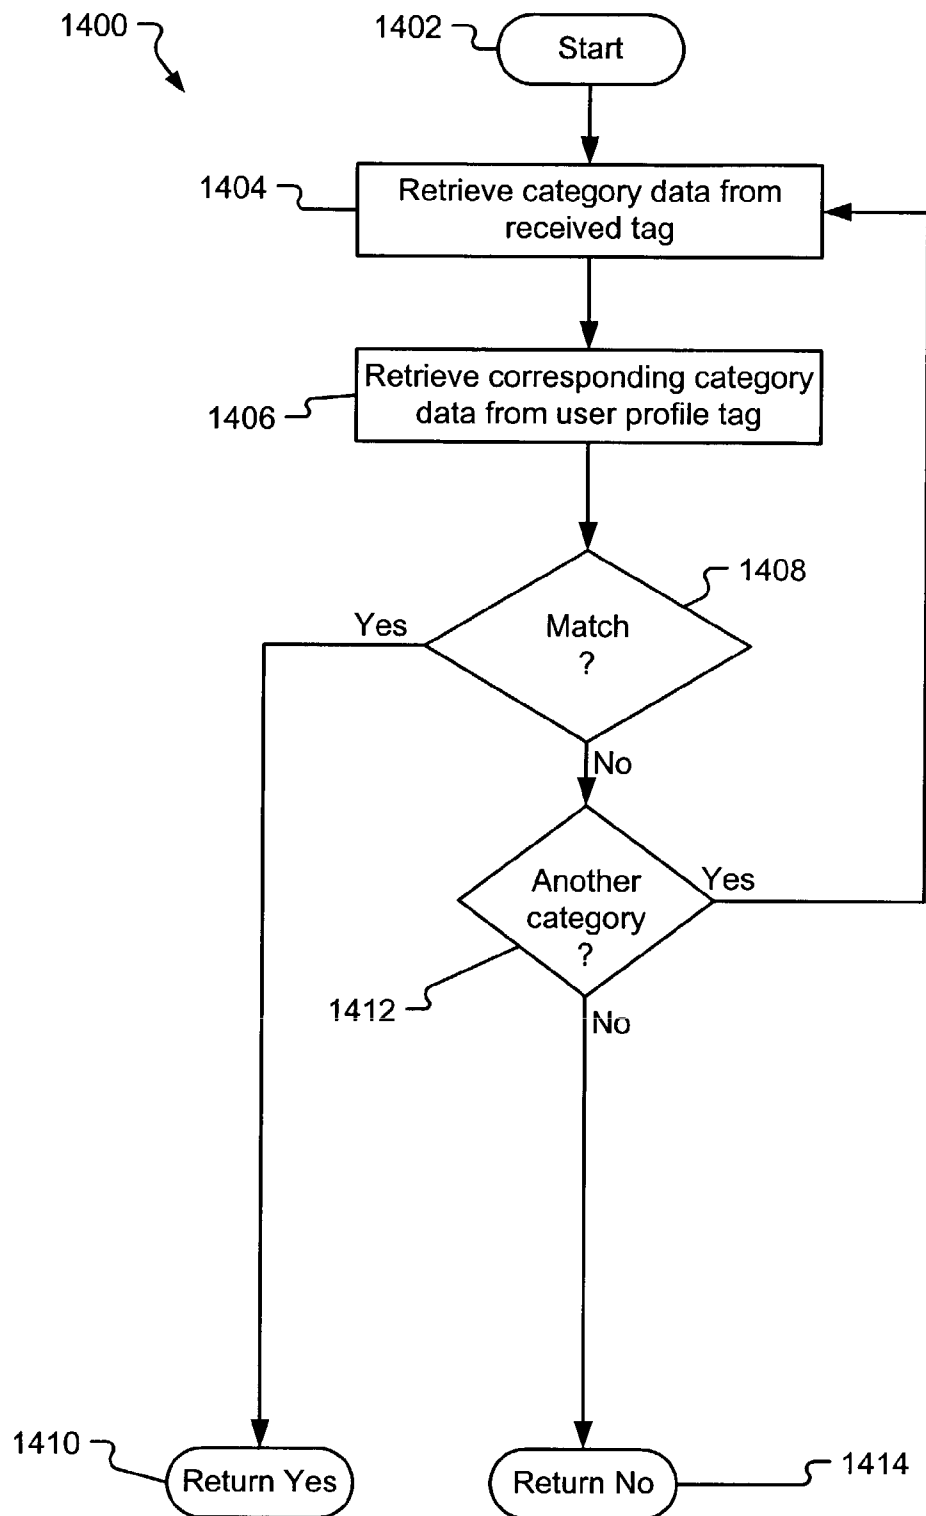 1400
1402
Start
1404
Retrieve category data from
received tag
1406
Retrieve corresponding category
data from user profile tag
1408
Yes
Match
?
No
Another
category
?
Yes
1412
No
1410
Return Yes
Return No
1414